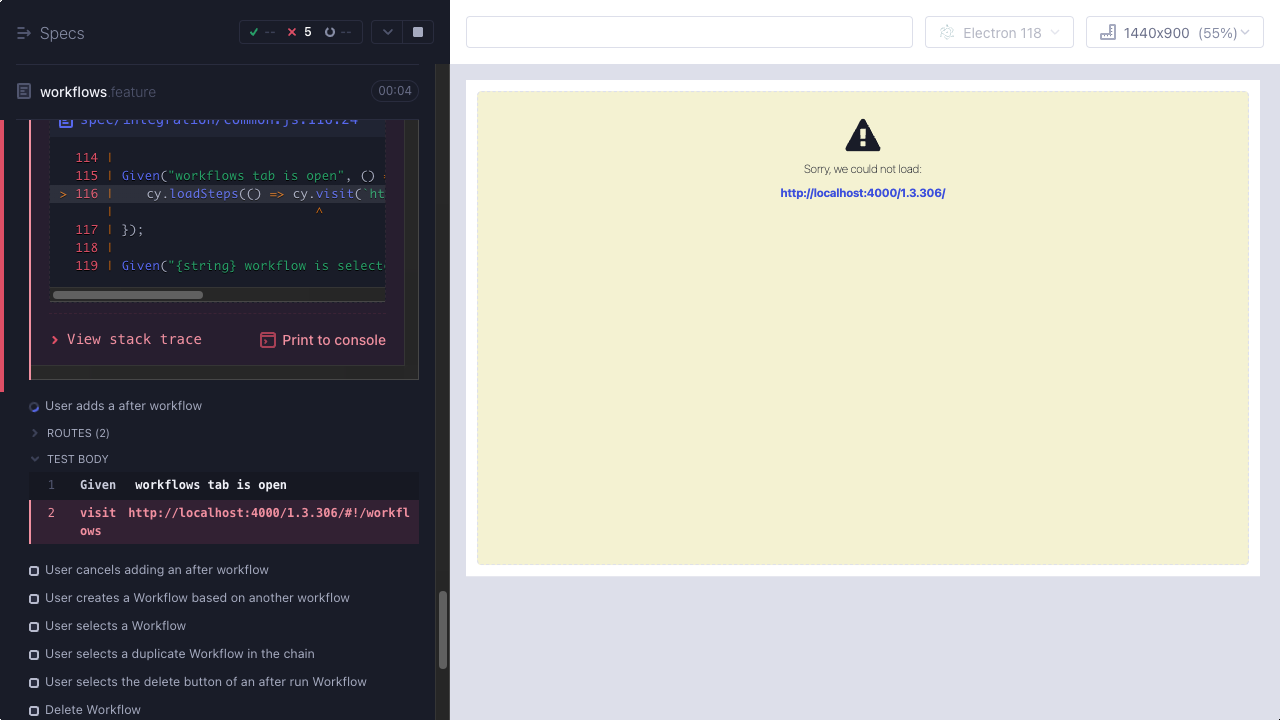 Specs
-- 5 --
workflows feature
00:04
spec/integration/common.js:116:24
114 |
115 | Given("workflows tab is open", () =
> 116 | cy.loadSteps(() => cy.visit(`ht
| ^
117 | });
118 |
119 | Given("{string} workflow is selecte
View stack trace
Print to console
User adds a after workflow
ROUTES (2)
TEST BODY
1 Given workflows tab is open
2 visit http://localhost:4000/1.3.306/#!/workfl
ows
User cancels adding an after workflow
User creates a Workflow based on another workflow
User selects a Workflow
User selects a duplicate Workflow in the chain
User selects the delete button of an after run Workflow
Delete Workflow
Electron 118
1440x900 (55%)
Sorry, we could not load:
http://localhost:4000/1.3.306/